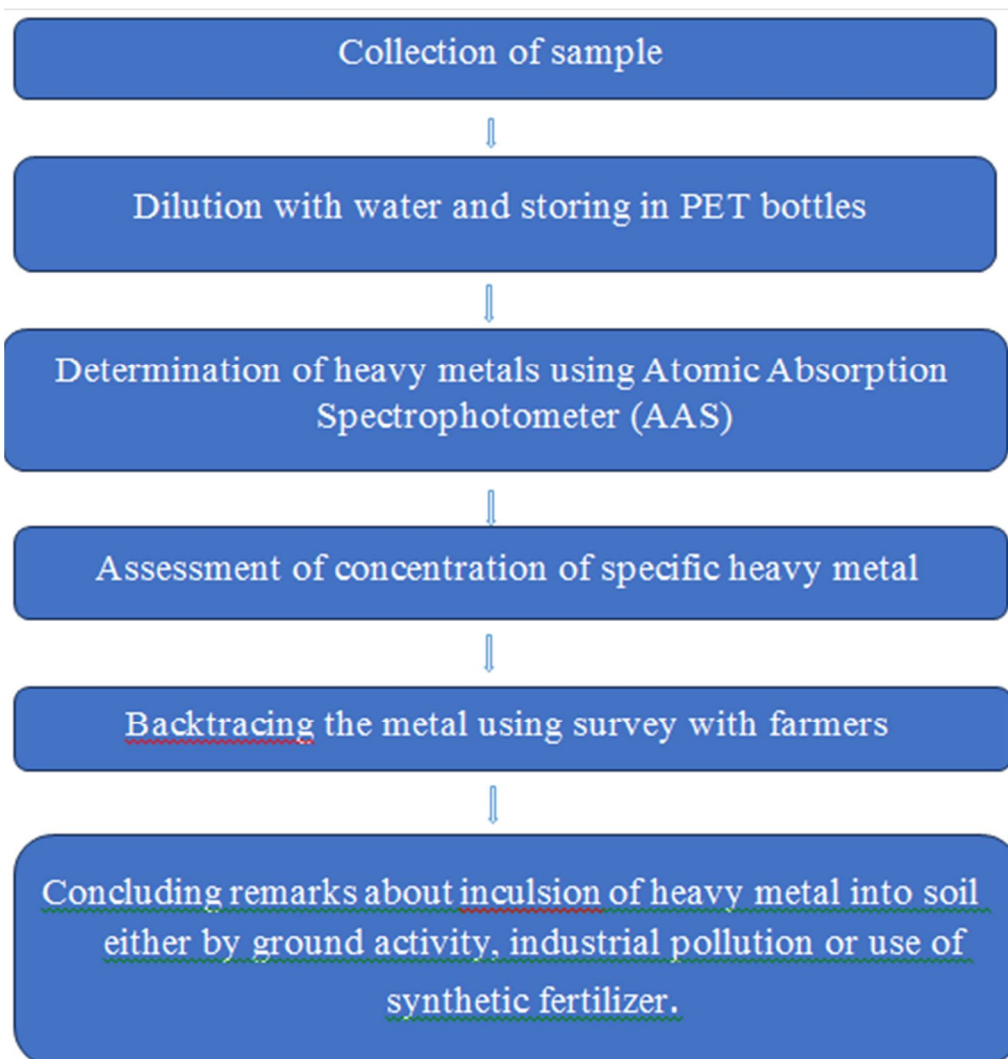 Collection of sample
Dilution with water and storing in PET bottles
Determination of heavy metals using Atomic Absorption
Spectrophotometer (AAS)
Assessment of concentration of specific heavy metal
Backtracing the metal using survey with farmers
Concluding remarks about inculsion of heavy metal into soil
either by ground activity, industrial pollution or use of
synthetic fertilizer.